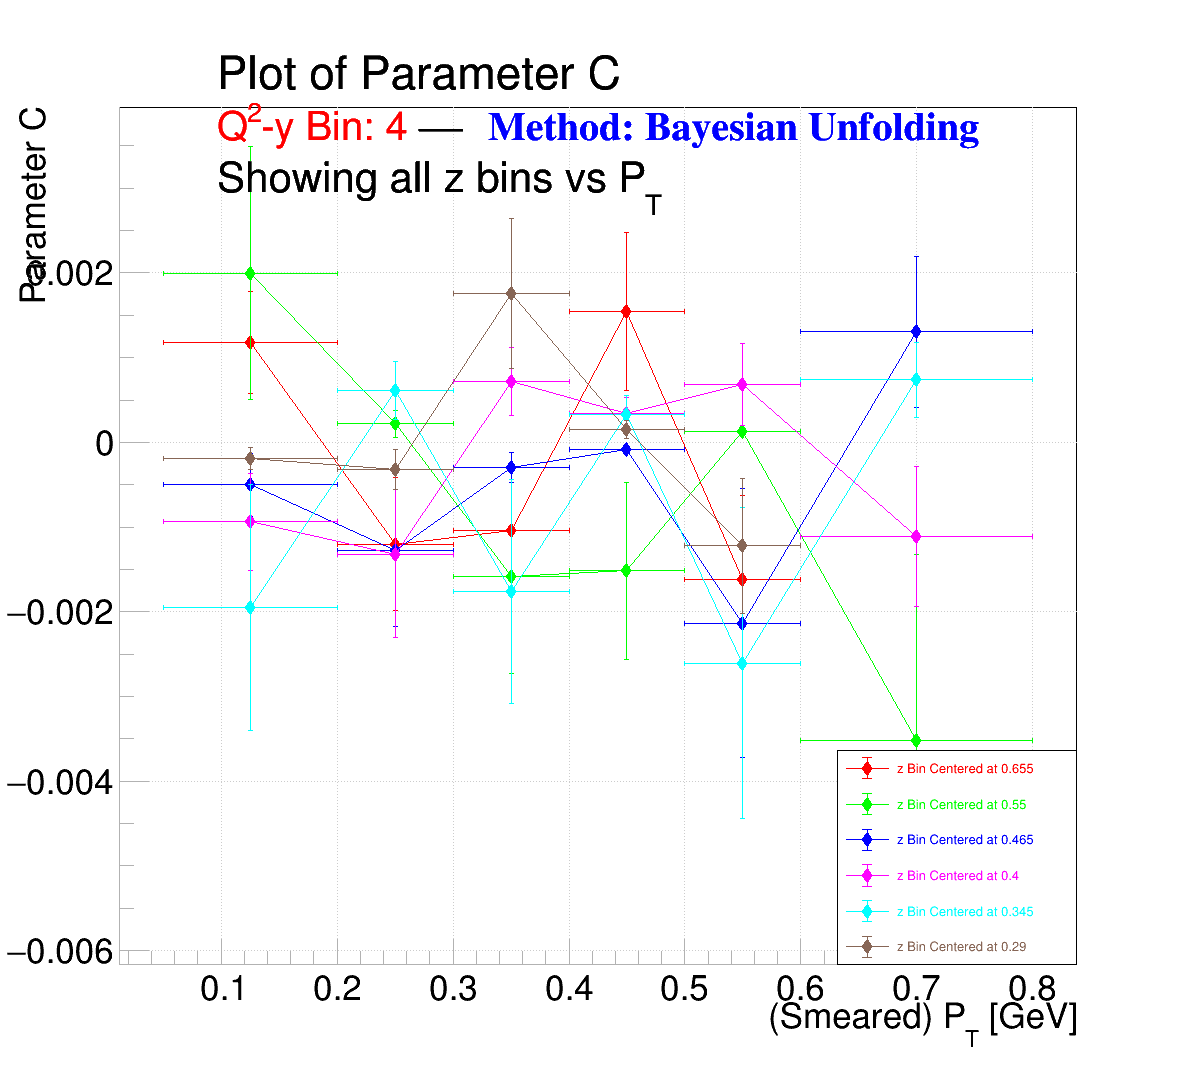 Plot of Parameter C
Q²-y Bin: 4 — Method: Bayesian Unfolding
Showing all z bins vs P_T
Parameter C
0.002
0
−0.002
−0.004
−0.006
z Bin Centered at 0.655
z Bin Centered at 0.55
z Bin Centered at 0.465
z Bin Centered at 0.4
z Bin Centered at 0.345
z Bin Centered at 0.29
0.1 0.2 0.3 0.4 0.5 0.6 0.7 0.8
(Smeared) P_T [GeV]